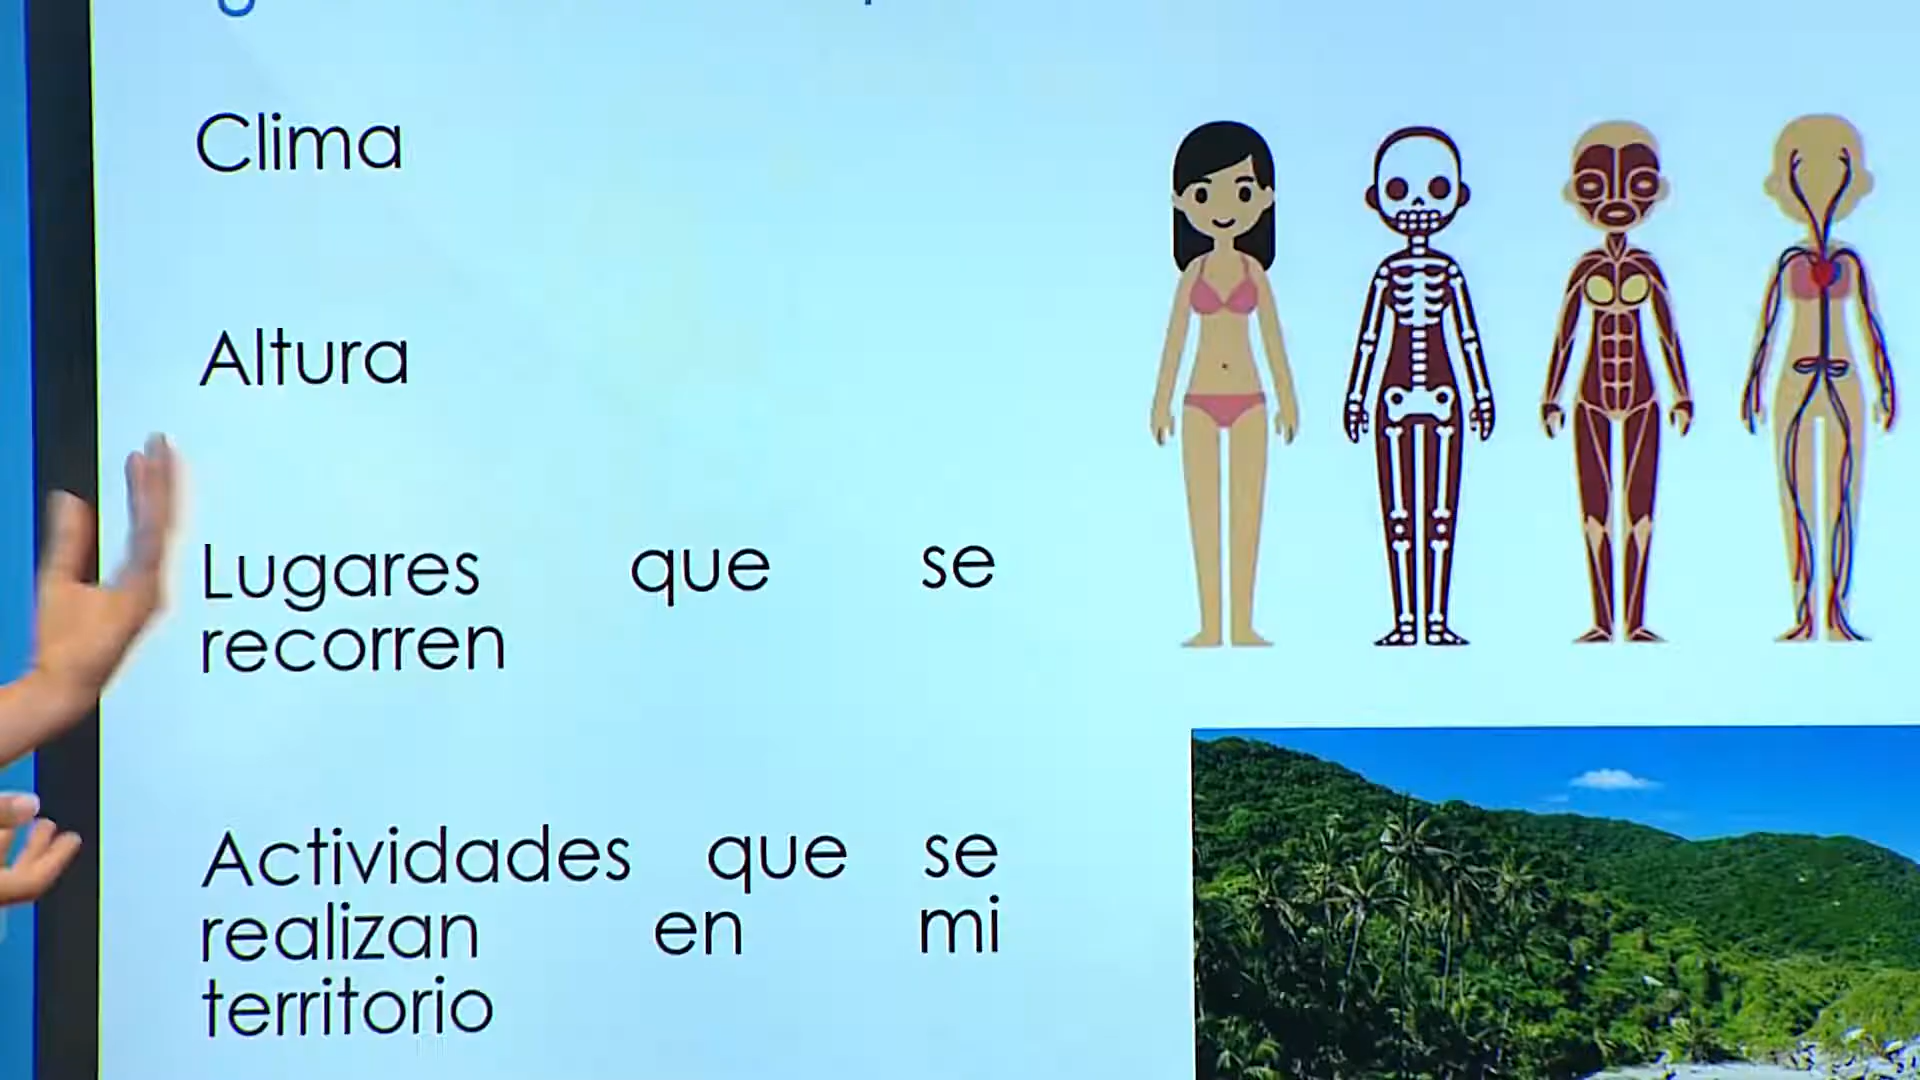 Clima
Altura
Lugares que se
recorren
Actividades que se
realizan en mi
territorio